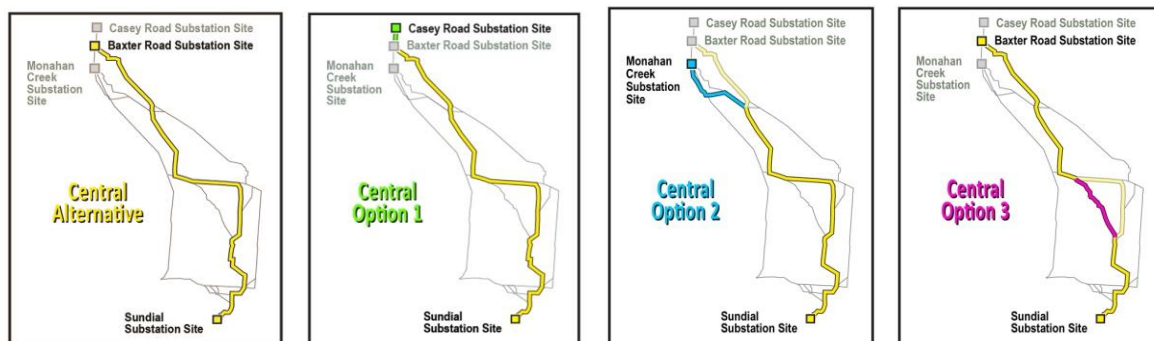 Casey Road Substation Site
Baxter Road Substation Site
Monahan
Creek
Substation
Site
Central
Alternative
Sundial
Substation Site
Casey Road Substation Site
Baxter Road Substation Site
Monahan
Creek
Substation
Site
Central
Option 1
Sundial
Substation Site
Casey Road Substation Site
Baxter Road Substation Site
Monahan
Creek
Substation
Site
Central
Option 2
Sundial
Substation Site
Casey Road Substation Site
Baxter Road Substation Site
Monahan
Creek
Substation
Site
Central
Option 3
Sundial
Substation Site